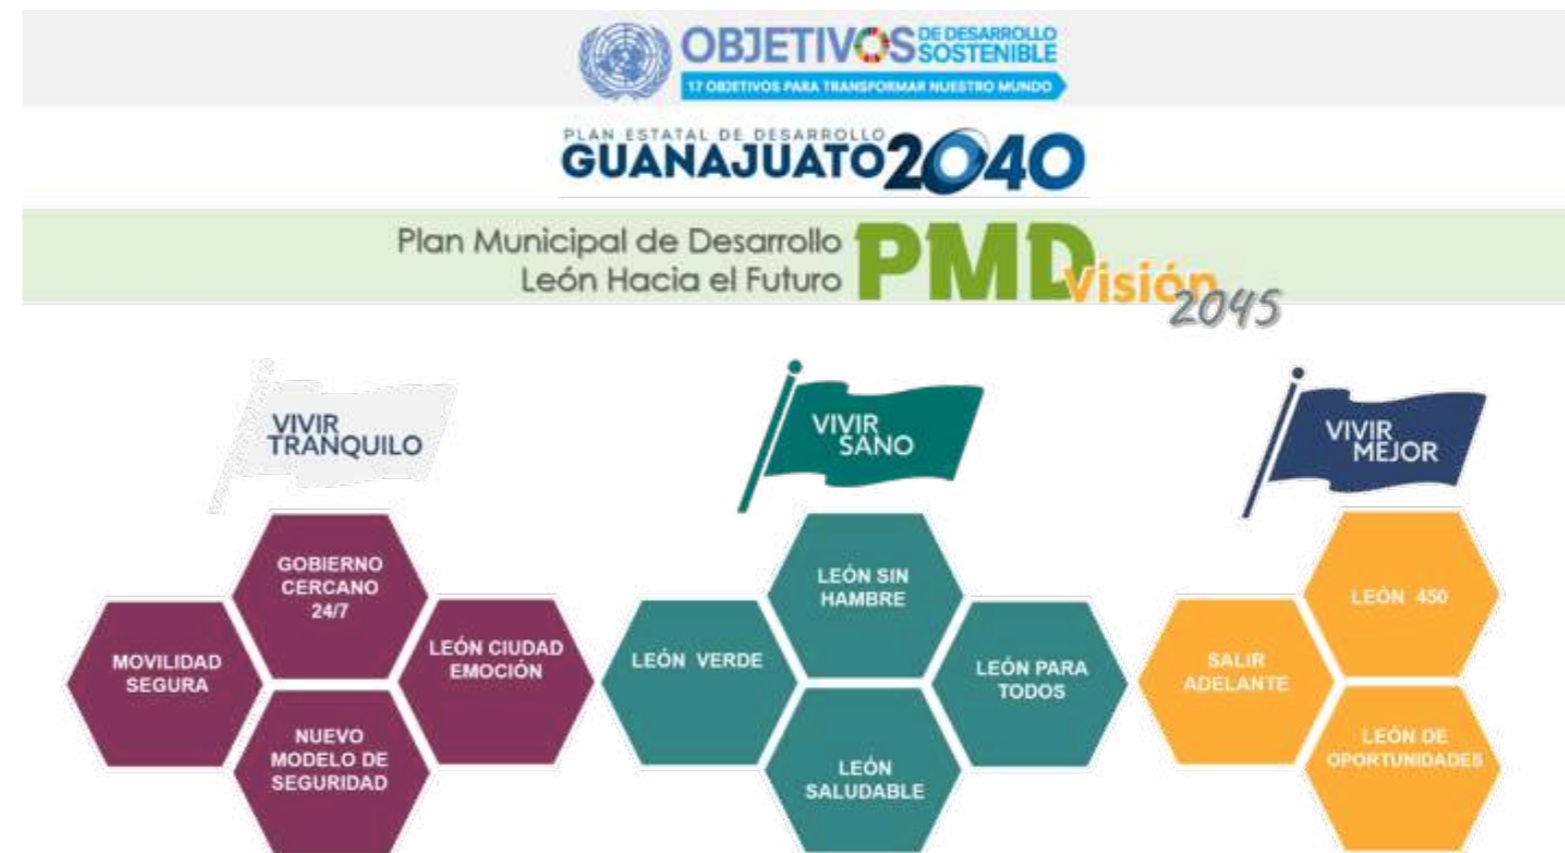 OBJETIVOS DE DESARROLLO
SOSTENIBLE
17 OBJETIVOS PARA TRANSFORMAR NUESTRO MUNDO
PLAN ESTATAL DE DESARROLLO
GUANAJUATO 2040
Plan Municipal de Desarrollo
León Hacia el Futuro
PMD
Visión
2045
VIVIR
TRANQUILO
VIVIR
SANO
VIVIR
MEJOR
GOBIERNO
CERCANO
24/7
MOVILIDAD
SEGURA
LEÓN CIUDAD
EMOCIÓN
NUEVO
MODELO DE
SEGURIDAD
LEÓN SIN
HAMBRE
LEÓN VERDE
LEÓN PARA
TODOS
LEÓN
SALUDABLE
LEÓN 450
SALIR
ADELANTE
LEÓN DE
OPORTUNIDADES